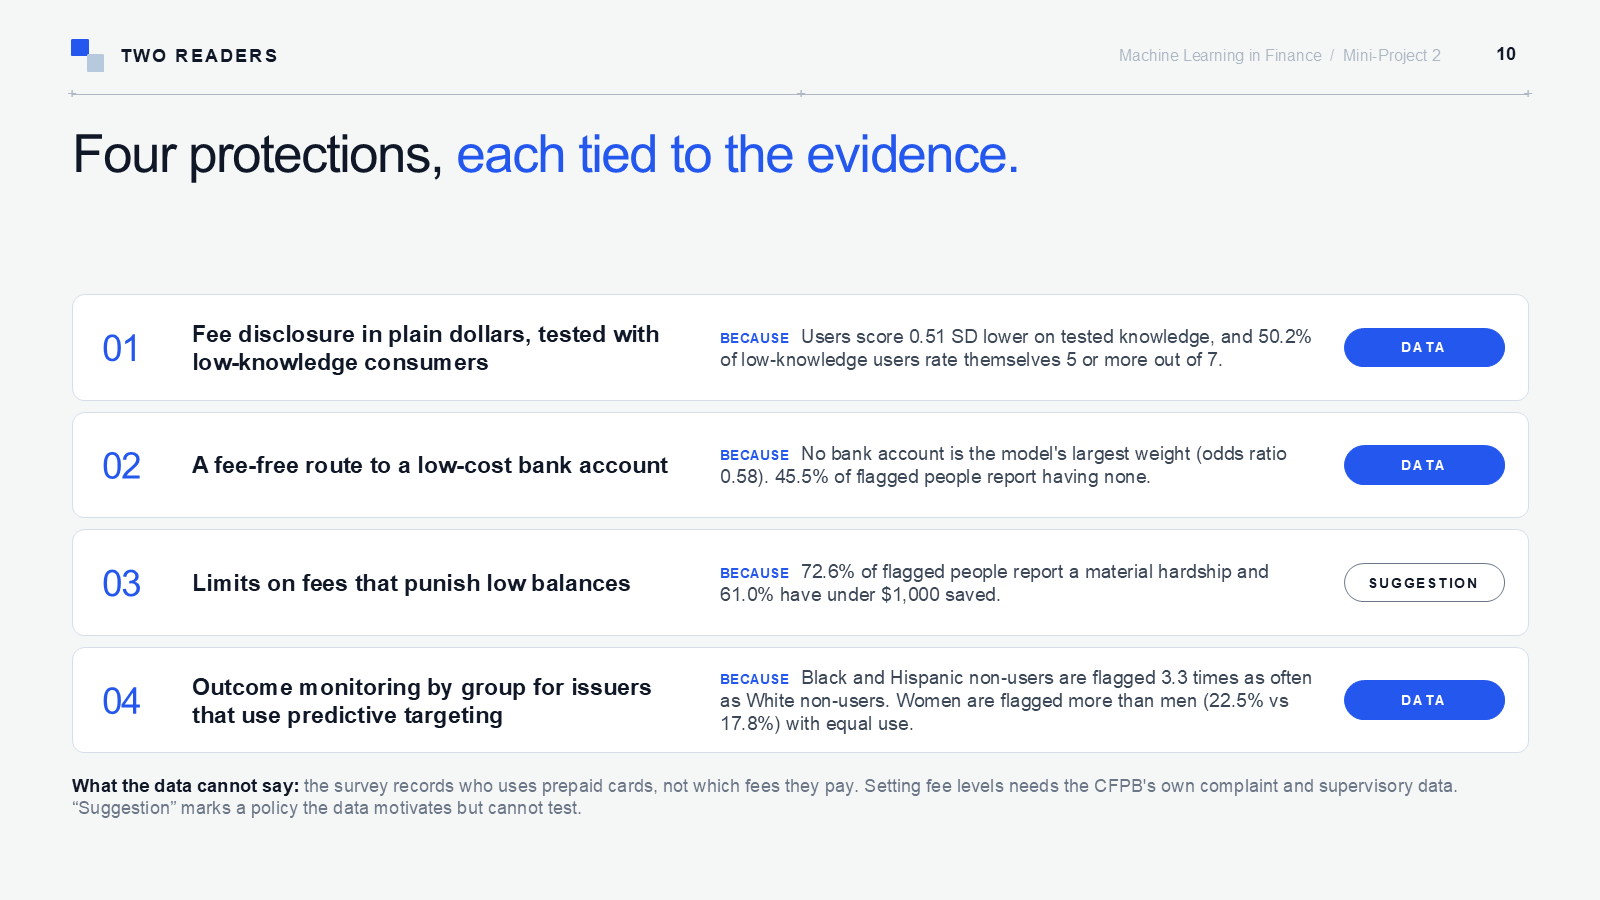 TWO READERS
Machine Learning in Finance / Mini-Project 2
10
Four protections, each tied to the evidence.
01
Fee disclosure in plain dollars, tested with
low-knowledge consumers
BECAUSE Users score 0.51 SD lower on tested knowledge, and 50.2%
of low-knowledge users rate themselves 5 or more out of 7.
DATA
02
A fee-free route to a low-cost bank account
BECAUSE No bank account is the model's largest weight (odds ratio
0.58). 45.5% of flagged people report having none.
DATA
03
Limits on fees that punish low balances
BECAUSE 72.6% of flagged people report a material hardship and
61.0% have under $1,000 saved.
SUGGESTION
04
Outcome monitoring by group for issuers
that use predictive targeting
BECAUSE Black and Hispanic non-users are flagged 3.3 times as often
as White non-users. Women are flagged more than men (22.5% vs
17.8%) with equal use.
DATA
What the data cannot say: the survey records who uses prepaid cards, not which fees they pay. Setting fee levels needs the CFPB's own complaint and supervisory data.
“Suggestion” marks a policy the data motivates but cannot test.